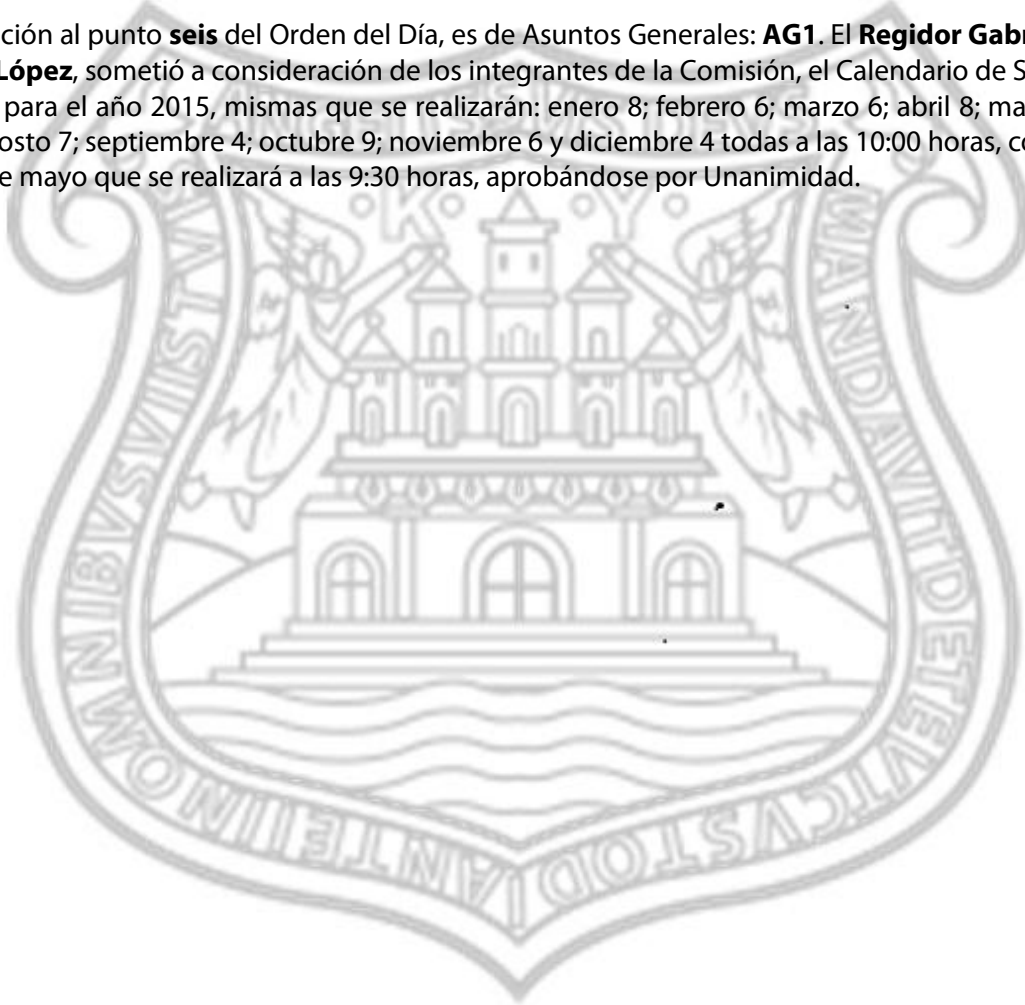 ción al punto seis del Orden del Día, es de Asuntos Generales: AG1. El Regidor Gabr
López, sometió a consideración de los integrantes de la Comisión, el Calendario de S
para el año 2015, mismas que se realizarán: enero 8; febrero 6; marzo 6; abril 8; ma
osto 7; septiembre 4; octubre 9; noviembre 6 y diciembre 4 todas a las 10:00 horas, co
e mayo que se realizará a las 9:30 horas, aprobándose por Unanimidad.
K Y